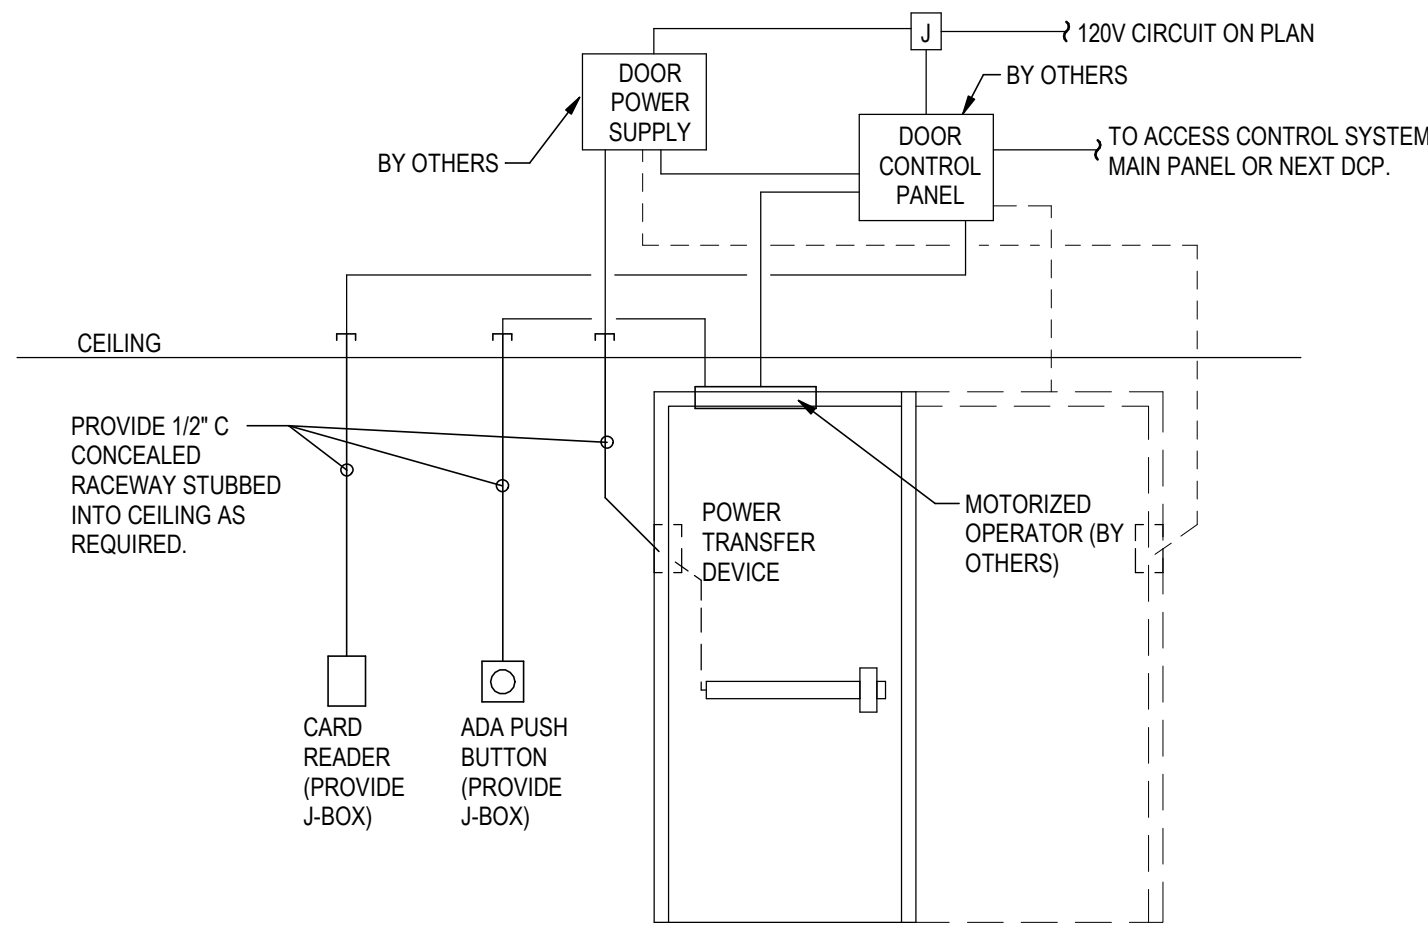 J
120V CIRCUIT ON PLAN
DOOR
POWER
SUPPLY
BY OTHERS
BY OTHERS
DOOR
CONTROL
PANEL
TO ACCESS CONTROL SYSTEM
MAIN PANEL OR NEXT DCP.
CEILING
PROVIDE 1/2" C
CONCEALED
RACEWAY STUBBED
INTO CEILING AS
REQUIRED.
POWER
TRANSFER
DEVICE
MOTORIZED
OPERATOR (BY
OTHERS)
CARD
READER
(PROVIDE
J-BOX)
ADA PUSH
BUTTON
(PROVIDE
J-BOX)